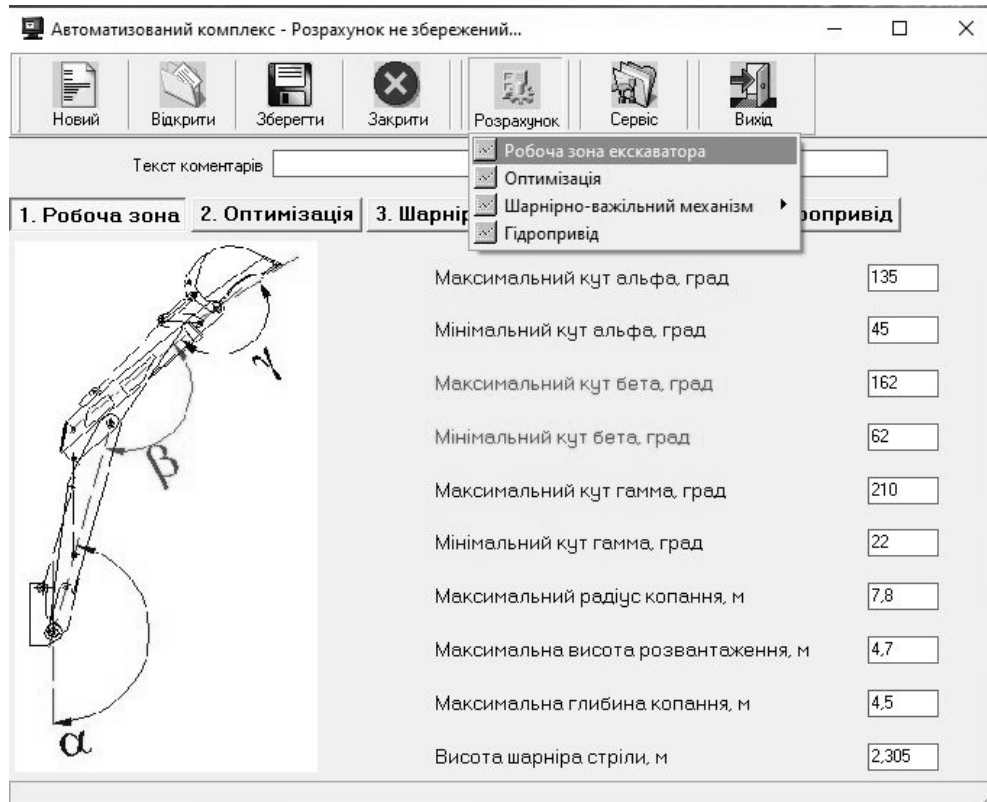 Автоматизований комплекс - Розрахунок не збережений...
Новий Відкрити Зберегти Закрити Розрахунок Сервіс Вихід
Текст коментарів
Робоча зона екскаватора
Оптимізація
Шарнірно-важільний механізм
Гідропривід
1. Робоча зона 2. Оптимізація 3. Шарнір
опривід
Максимальний кут альфа, град 135
Мінімальний кут альфа, град 45
Максимальний кут бета, град 162
Мінімальний кут бета, град 62
Максимальний кут гамма, град 210
Мінімальний кут гамма, град 22
Максимальний радіус копання, м 7,8
Максимальна висота розвантаження, м 4,7
Максимальна глибина копання, м 4,5
Висота шарніра стріли, м 2,305
γ
β
α